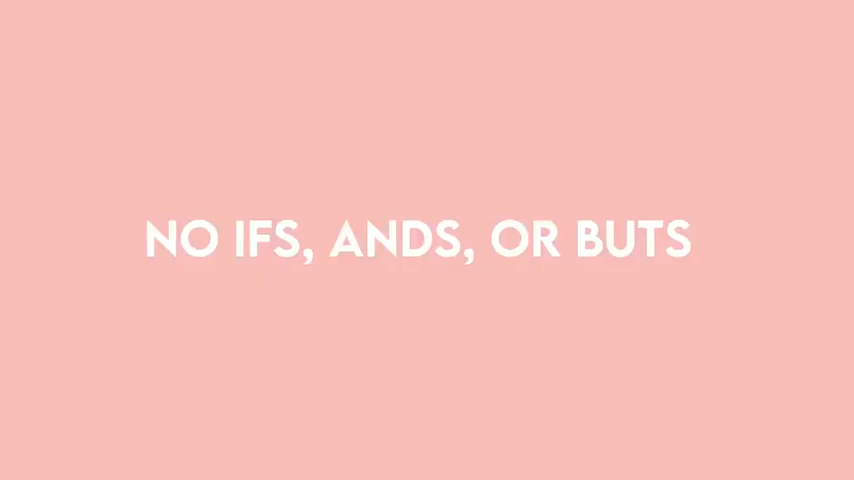 NO IFS, ANDS, OR BUTS